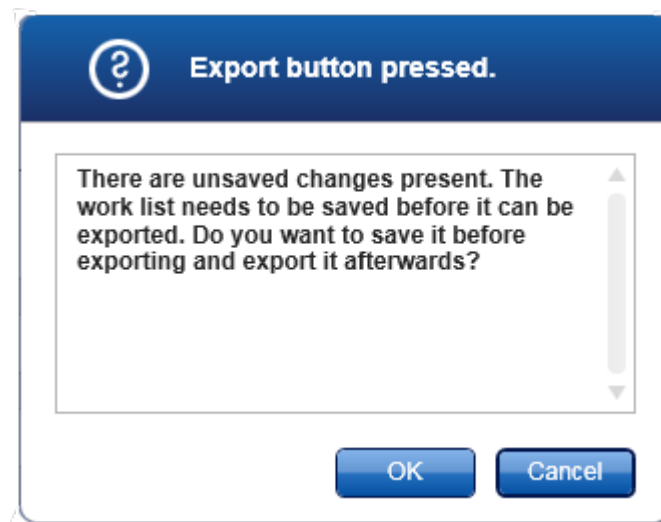 Export button pressed.
There are unsaved changes present. The
work list needs to be saved before it can be
exported. Do you want to save it before
exporting and export it afterwards?
OK
Cancel